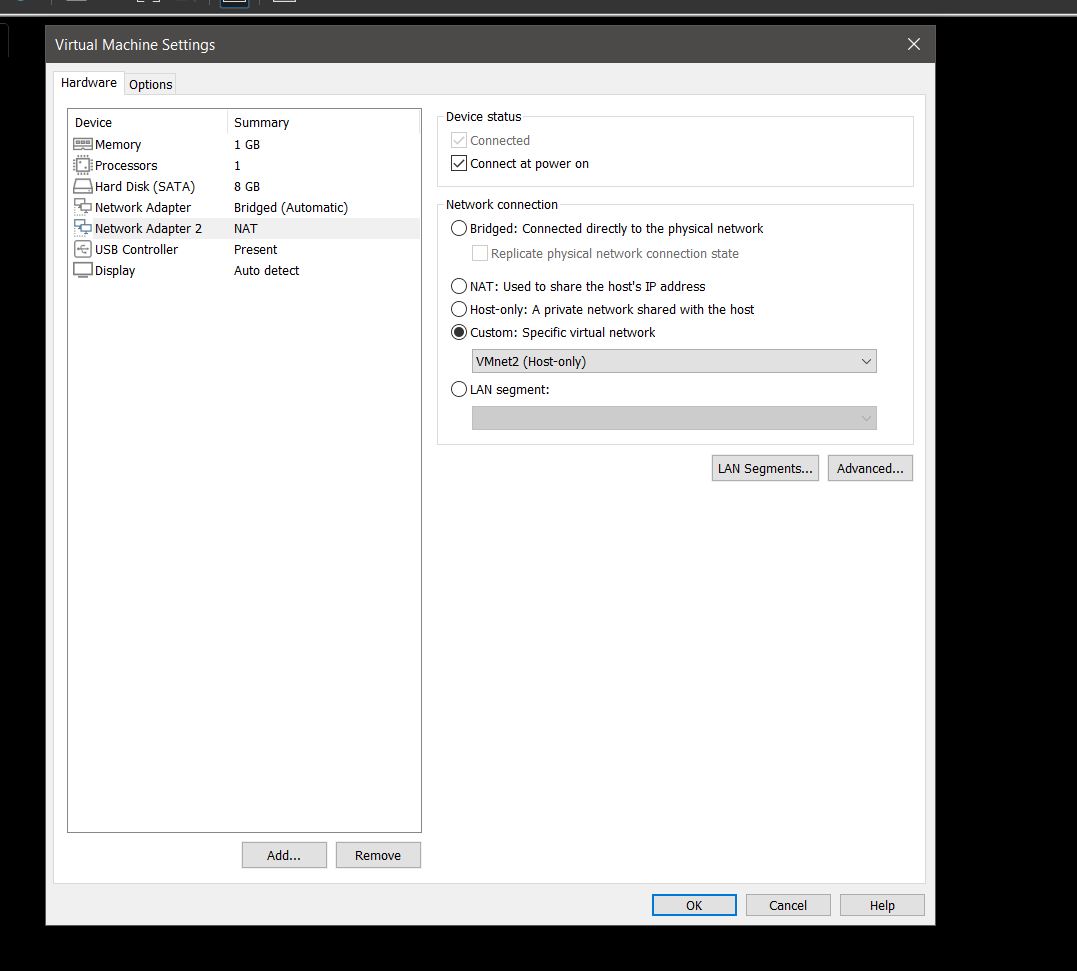 Virtual Machine Settings
Hardware
Options
Device Summary
Memory 1 GB
Processors 1
Hard Disk (SATA) 8 GB
Network Adapter Bridged (Automatic)
Network Adapter 2 NAT
USB Controller Present
Display Auto detect
Add...
Remove
Device status
Connected
Connect at power on
Network connection
Bridged: Connected directly to the physical network
Replicate physical network connection state
NAT: Used to share the host's IP address
Host-only: A private network shared with the host
Custom: Specific virtual network
VMnet2 (Host-only)
LAN segment:
LAN Segments...
Advanced...
OK
Cancel
Help